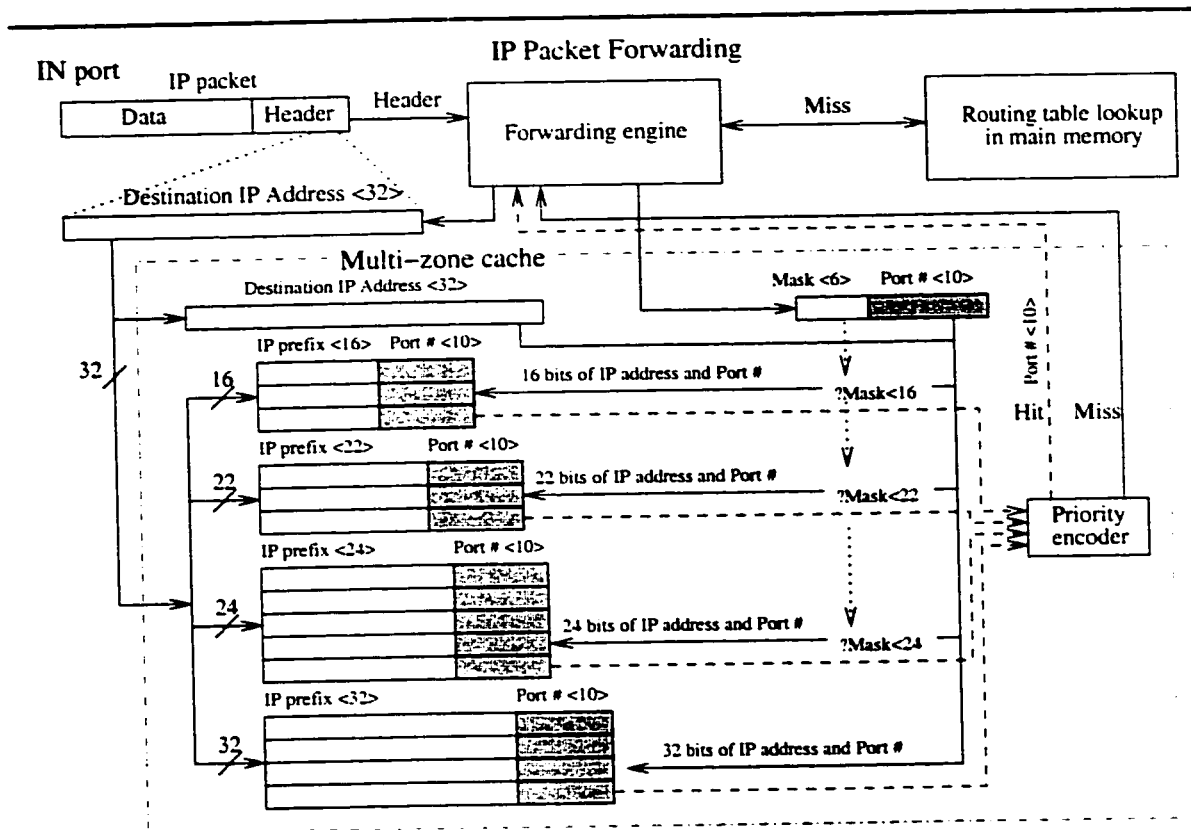 IP Packet Forwarding
IN port
IP packet
Data
Header
Header
Forwarding engine
Miss
Routing table lookup
in main memory
Destination IP Address <32>
Multi-zone cache
Destination IP Address <32>
Mask <6>
Port # <10>
Port # <10>
Hit
Miss
32
16
IP prefix <16>
Port # <10>
16 bits of IP address and Port #
?Mask<16
22
IP prefix <22>
Port # <10>
22 bits of IP address and Port #
?Mask<22
Priority
encoder
24
IP prefix <24>
Port # <10>
24 bits of IP address and Port #
?Mask<24
32
IP prefix <32>
Port # <10>
32 bits of IP address and Port #